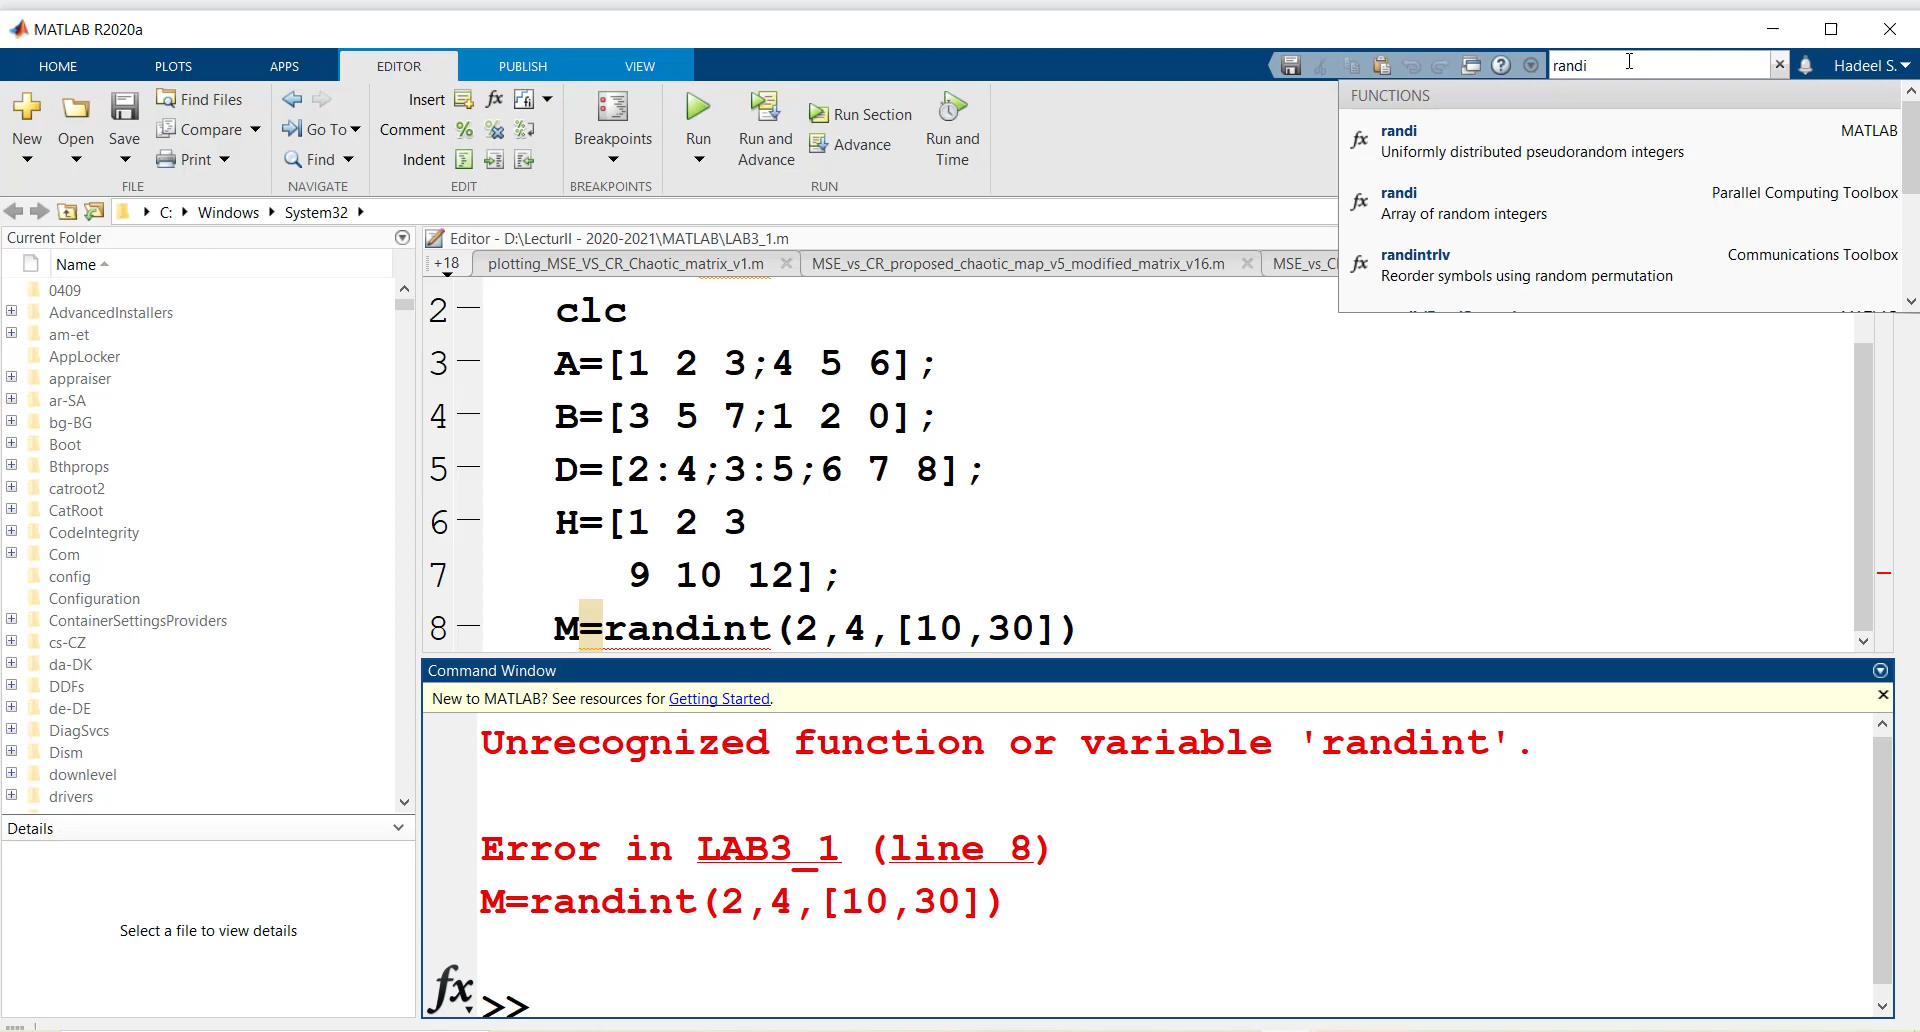 MATLAB R2020a
HOME PLOTS APPS EDITOR PUBLISH VIEW
randi
Hadeel S.
New Open Save
Find Files
Compare
Print
FILE
Go To
Find
NAVIGATE
Insert
Comment
Indent
EDIT
Breakpoints
BREAKPOINTS
Run
Run and
Advance
Run Section
Advance
Run and
Time
RUN
FUNCTIONS
randi MATLAB
Uniformly distributed pseudorandom integers
randi Parallel Computing Toolbox
Array of random integers
randintrlv Communications Toolbox
Reorder symbols using random permutation
C: Windows System32
Current Folder
Name
0409
AdvancedInstallers
am-et
AppLocker
appraiser
ar-SA
bg-BG
Boot
Bthprops
catroot2
CatRoot
CodeIntegrity
Com
config
Configuration
ContainerSettingsProviders
cs-CZ
da-DK
DDFs
de-DE
DiagSvcs
Dism
downlevel
drivers
Details
Select a file to view details
Editor - D:\LecturII - 2020-2021\MATLAB\LAB3_1.m
+18 plotting_MSE_VS_CR_Chaotic_matrix_v1.m MSE_vs_CR_proposed_chaotic_map_v5_modified_matrix_v16.m MSE_vs_C
2 clc
3 A=[1 2 3;4 5 6];
4 B=[3 5 7;1 2 0];
5 D=[2:4;3:5;6 7 8];
6 H=[1 2 3
7 9 10 12];
8 M=randint(2,4,[10,30])
Command Window
New to MATLAB? See resources for Getting Started.
Unrecognized function or variable 'randint'.
Error in LAB3_1 (line 8)
M=randint(2,4,[10,30])
fx >>